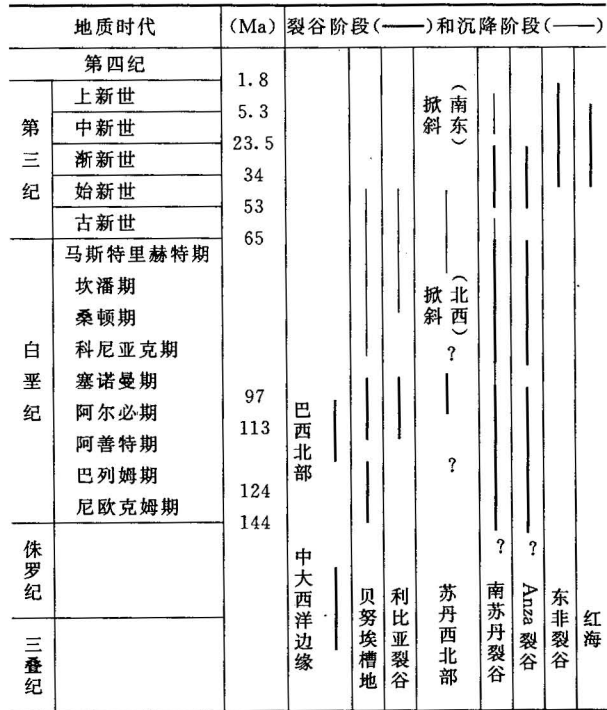 地质时代 (Ma) 裂谷阶段(——)和沉降阶段(——)
第四纪
1.8
第三纪
上新世
5.3
中新世
23.5
渐新世
34
始新世
53
古新世
65
白垩纪
马斯特里赫特期
坎潘期
桑顿期
科尼亚克期
塞诺曼期
97
阿尔必期
113
阿善特期
巴列姆期
124
尼欧克姆期
144
侏罗纪
三叠纪
巴西北部
中大西洋边缘
贝努埃槽地
利比亚裂谷
掀斜(南东)
掀斜(北西)
?
?
苏丹西北部
?
南苏丹裂谷
?
Anza裂谷
东非裂谷
红海